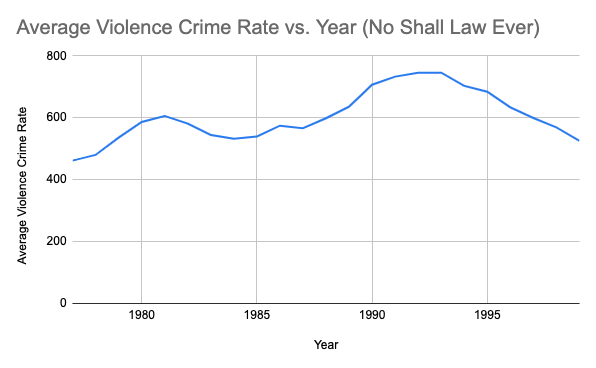 Average Violence Crime Rate vs. Year (No Shall Law Ever)
Average Violence Crime Rate
800
600
400
200
0
1980 1985 1990 1995
Year